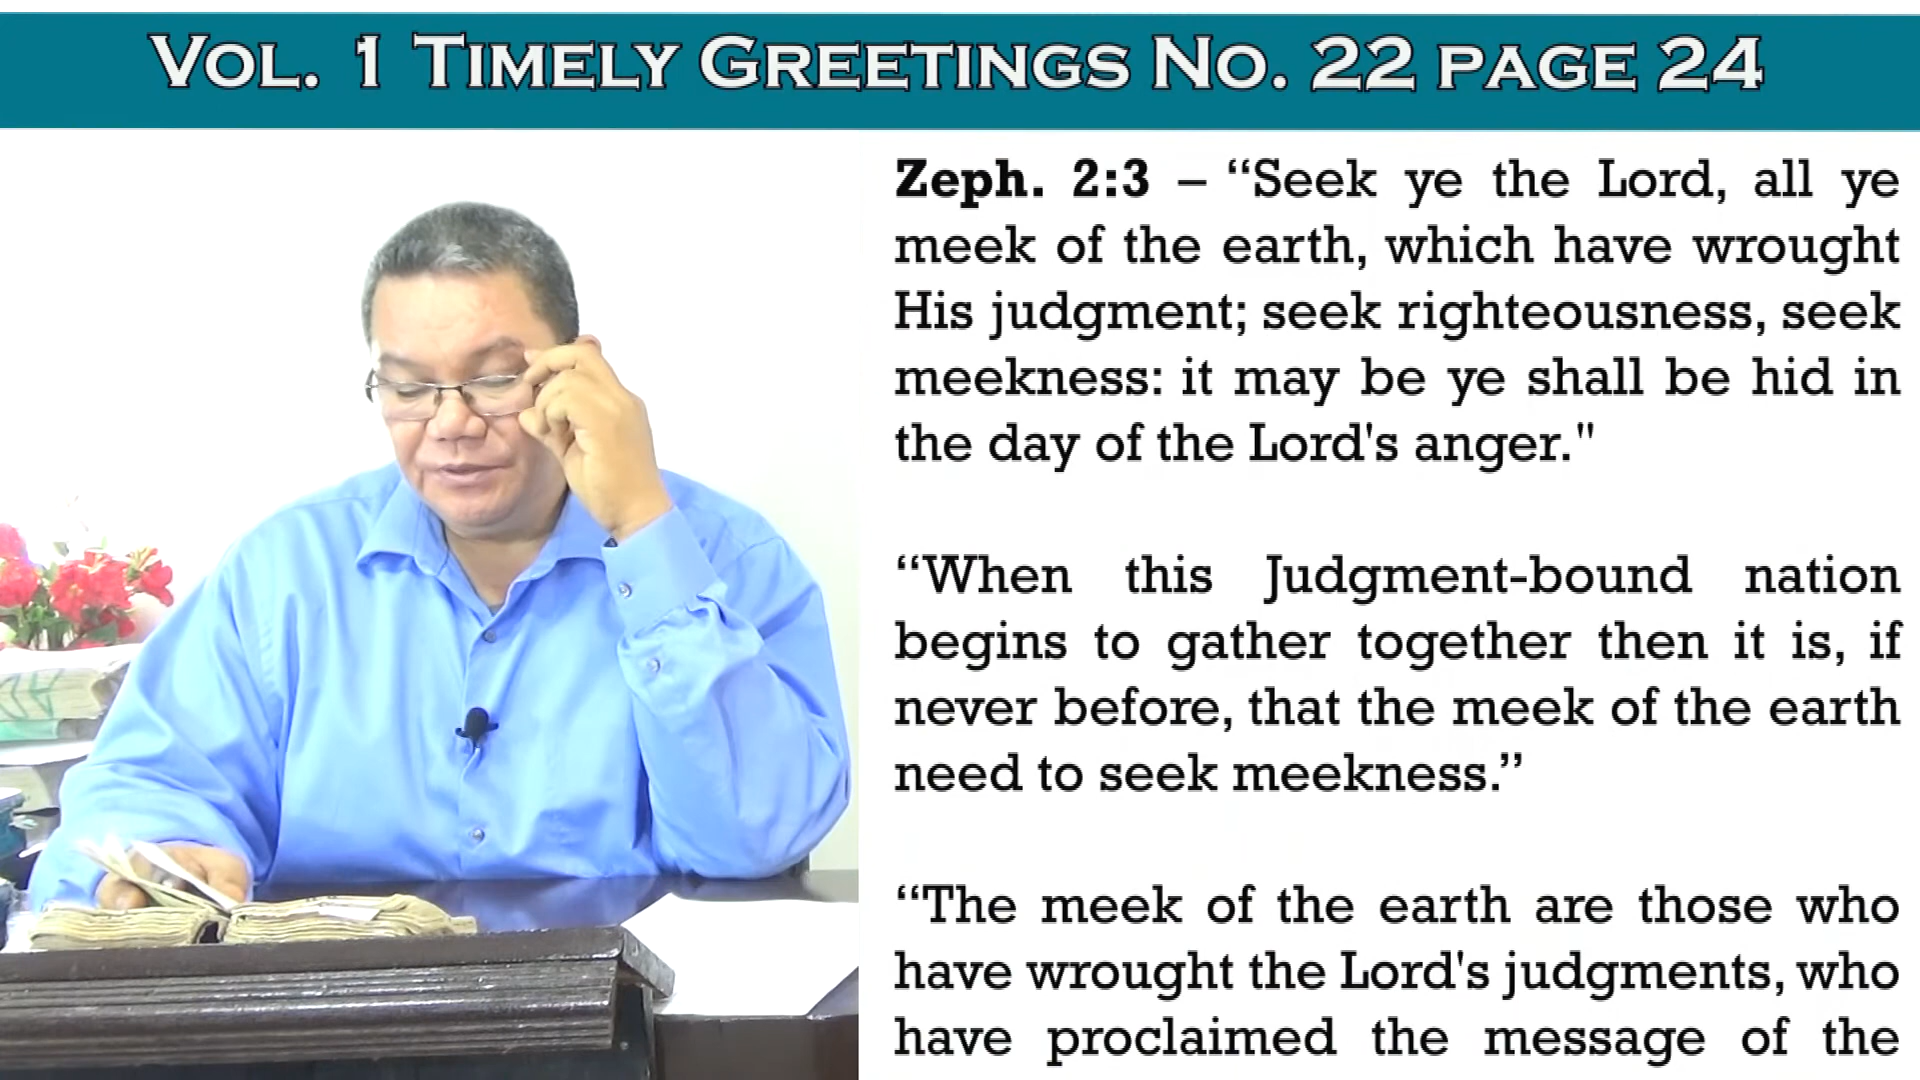 VOL. 1 TIMELY GREETINGS NO. 22 PAGE 24
Zeph. 2:3 – “Seek ye the Lord, all ye
meek of the earth, which have wrought
His judgment; seek righteousness, seek
meekness: it may be ye shall be hid in
the day of the Lord's anger."
“When this Judgment-bound nation
begins to gather together then it is, if
never before, that the meek of the earth
need to seek meekness.”
“The meek of the earth are those who
have wrought the Lord's judgments, who
have proclaimed the message of the